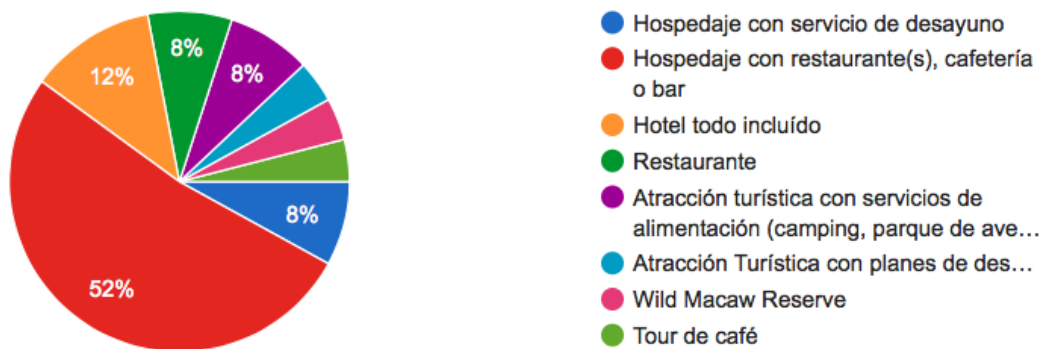 8%
8%
12%
8%
52%
Hospedaje con servicio de desayuno
Hospedaje con restaurante(s), cafetería
o bar
Hotel todo incluído
Restaurante
Atracción turística con servicios de
alimentación (camping, parque de ave…
Atracción Turística con planes de des…
Wild Macaw Reserve
Tour de café